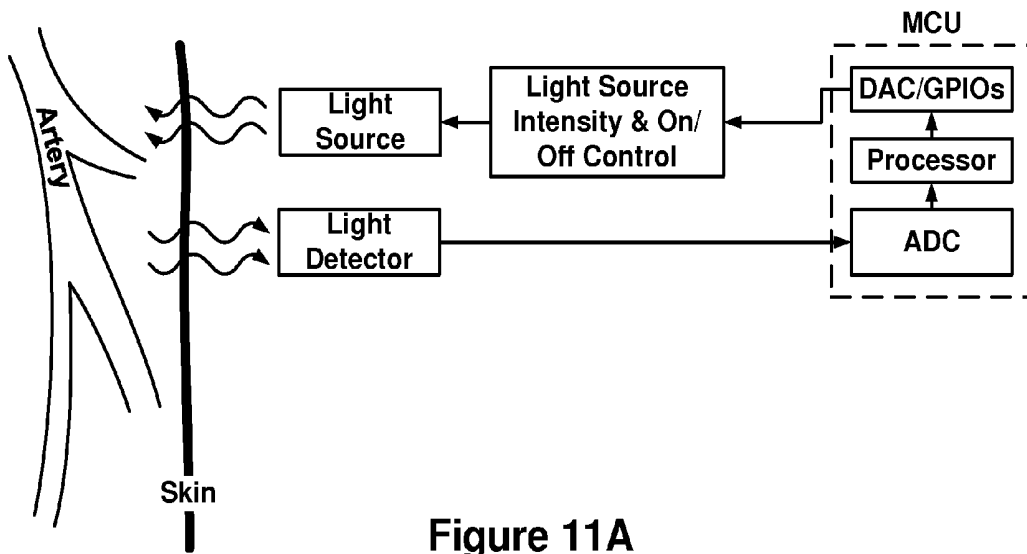 MCU
Artery
Light
Source
Light Source
Intensity & On/
Off Control
DAC/GPIOs
Processor
ADC
Light
Detector
Skin
Figure 11A